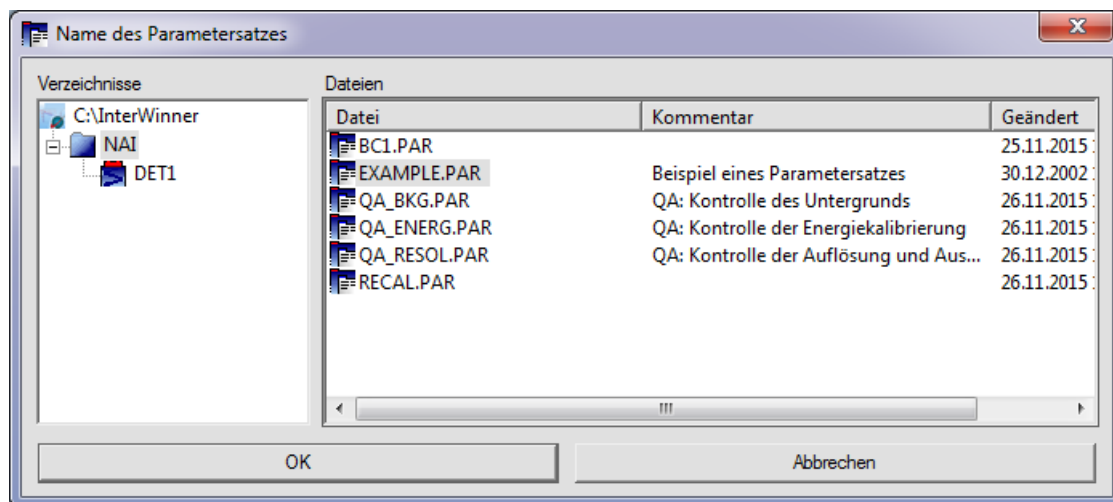 Name des Parametersatzes
Verzeichnisse
Dateien
C:\InterWinner
NAI
DET1
Datei Kommentar Geändert
BC1.PAR 25.11.2015
EXAMPLE.PAR Beispiel eines Parametersatzes 30.12.2002
QA_BKG.PAR QA: Kontrolle des Untergrunds 26.11.2015
QA_ENERG.PAR QA: Kontrolle der Energiekalibrierung 26.11.2015
QA_RESOL.PAR QA: Kontrolle der Auflösung und Aus... 26.11.2015
RECAL.PAR 26.11.2015
OK
Abbrechen